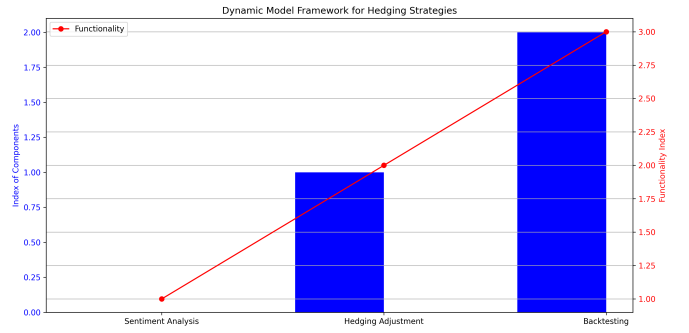 Dynamic Model Framework for Hedging Strategies
Functionality
2.00
1.75
1.50
1.25
1.00
0.75
0.50
0.25
0.00
Index of Components
3.00
2.75
2.50
2.25
2.00
1.75
1.50
1.25
1.00
Functionality Index
Sentiment Analysis
Hedging Adjustment
Backtesting